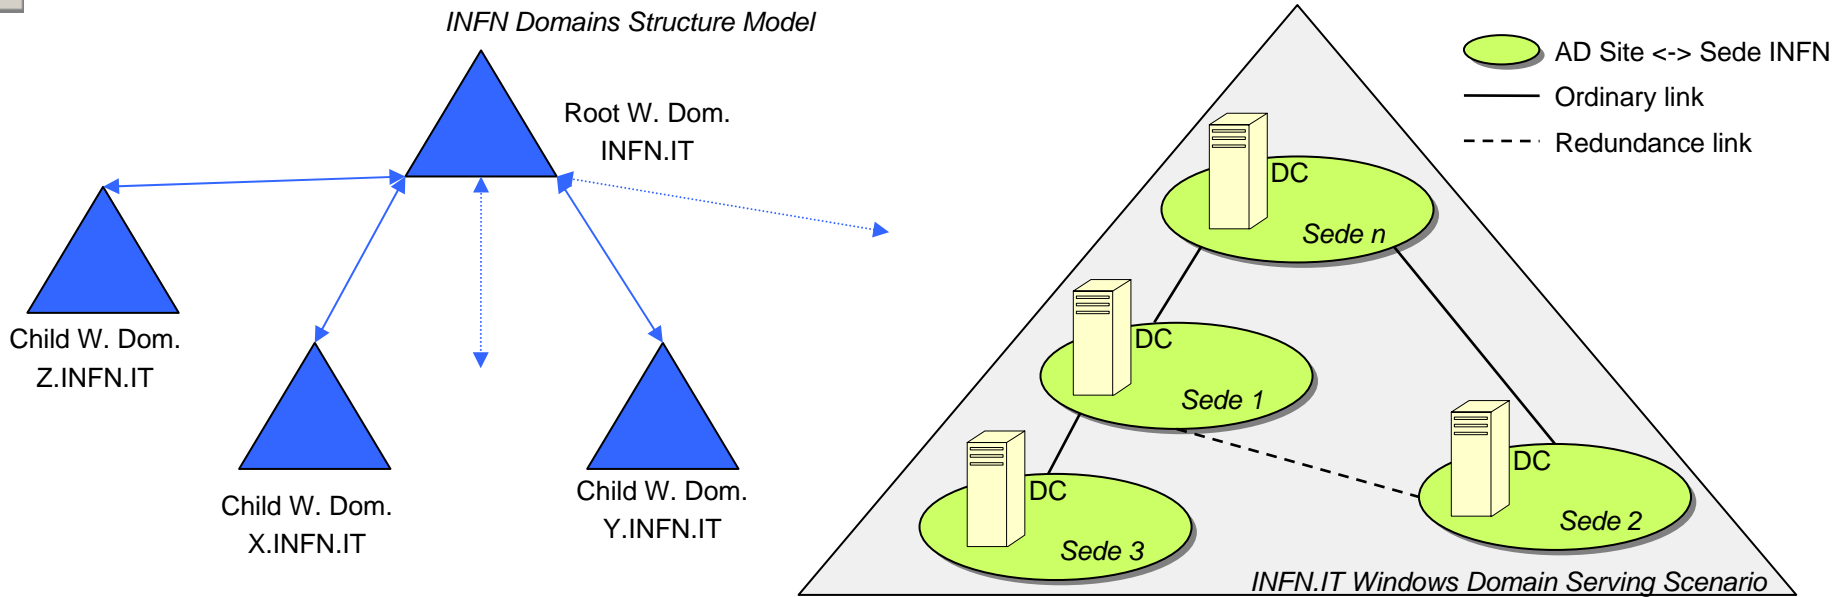 INFN Domains Structure Model
Root W. Dom.
INFN.IT
Child W. Dom.
Z.INFN.IT
Child W. Dom.
X.INFN.IT
Child W. Dom.
Y.INFN.IT
AD Site <-> Sede INFN
Ordinary link
Redundance link
DC
Sede n
DC
Sede 1
DC
Sede 2
DC
Sede 3
INFN.IT Windows Domain Serving Scenario